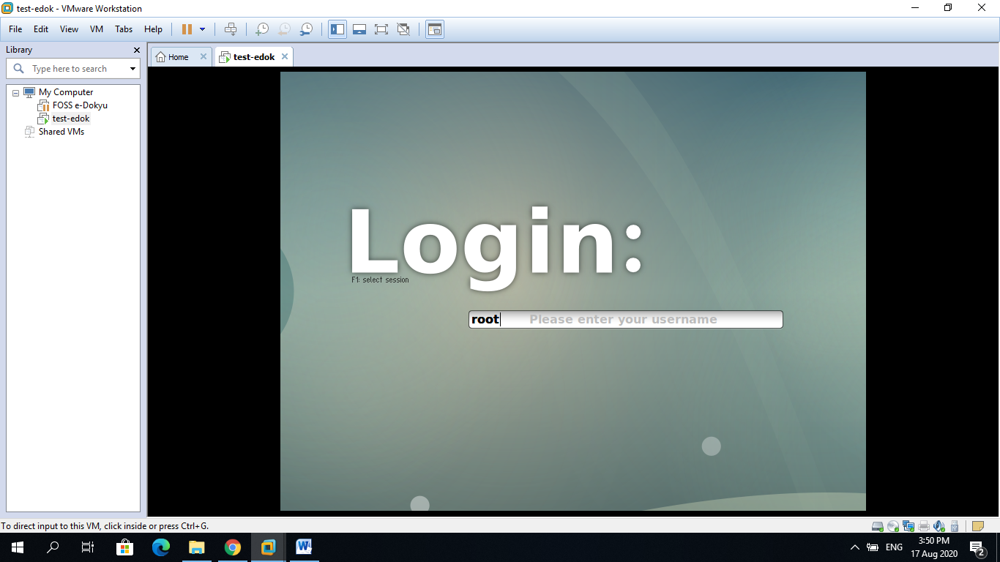 test-edok - VMware Workstation
File Edit View VM Tabs Help
Library
Type here to search
My Computer
FOSS e-Dokyu
test-edok
Shared VMs
Home
test-edok
Login:
F1: select session
root Please enter your username
To direct input to this VM, click inside or press Ctrl+G.
ENG
3:50 PM
17 Aug 2020
2